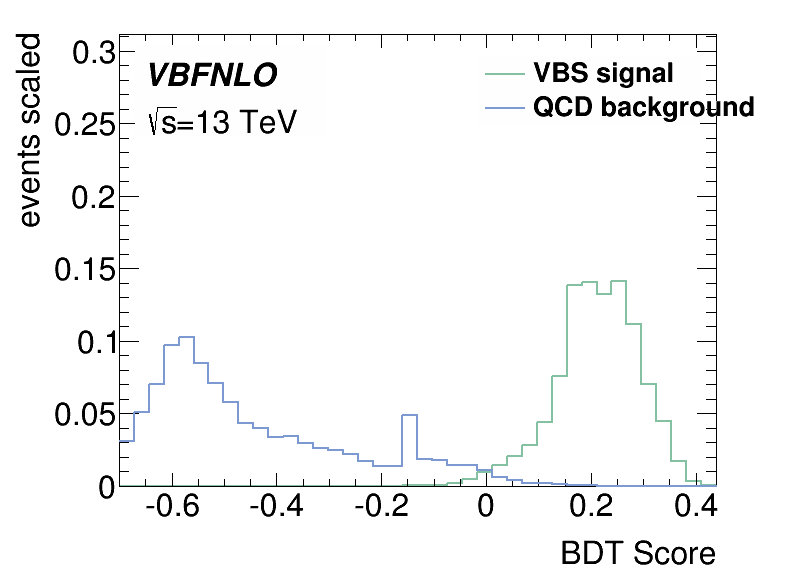 events scaled
0.3
0.25
0.2
0.15
0.1
0.05
0
VBFNLO
√s=13 TeV
VBS signal
QCD background
-0.6 -0.4 -0.2 0 0.2 0.4
BDT Score